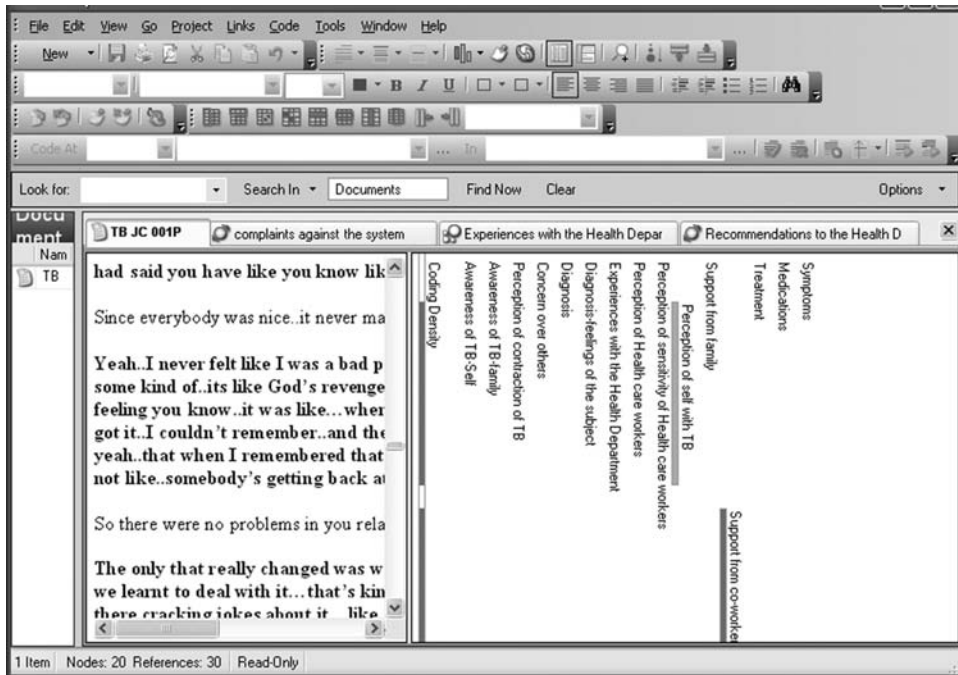 File Edit View Go Project Links Code Tools Window Help
New
B I U
Code At In
Look for: Search In Documents Find Now Clear Options
Document
TB JC 001P complaints against the system Experiences with the Health Depar Recommendations to the Health D
Nam
TB
had said you have like you know lik
Since everybody was nice..it never ma
Yeah..I never felt like I was a bad p
some kind of..its like God's revenge
feeling you know..it was like...wher
got it..I couldn't remember..and the
yeah..that when I remembered that
not like..somebody's getting back a
So there were no problems in you rela
The only that really changed was w
we learnt to deal with it...that's kin
there cracking jokes about it like
Coding Density
Awareness of TB-Self
Awareness of TB-family
Perception of contraction of TB
Concern over others
Diagnosis
Diagnosis-feelings of the subject
Experiences with the Health Department
Perception of Health care workers
Perception of sensitivity of Health care workers
Perception of self with TB
Support from family
Support from co-worker
Treatment
Medications
Symptoms
1 Item Nodes: 20 References: 30 Read-Only